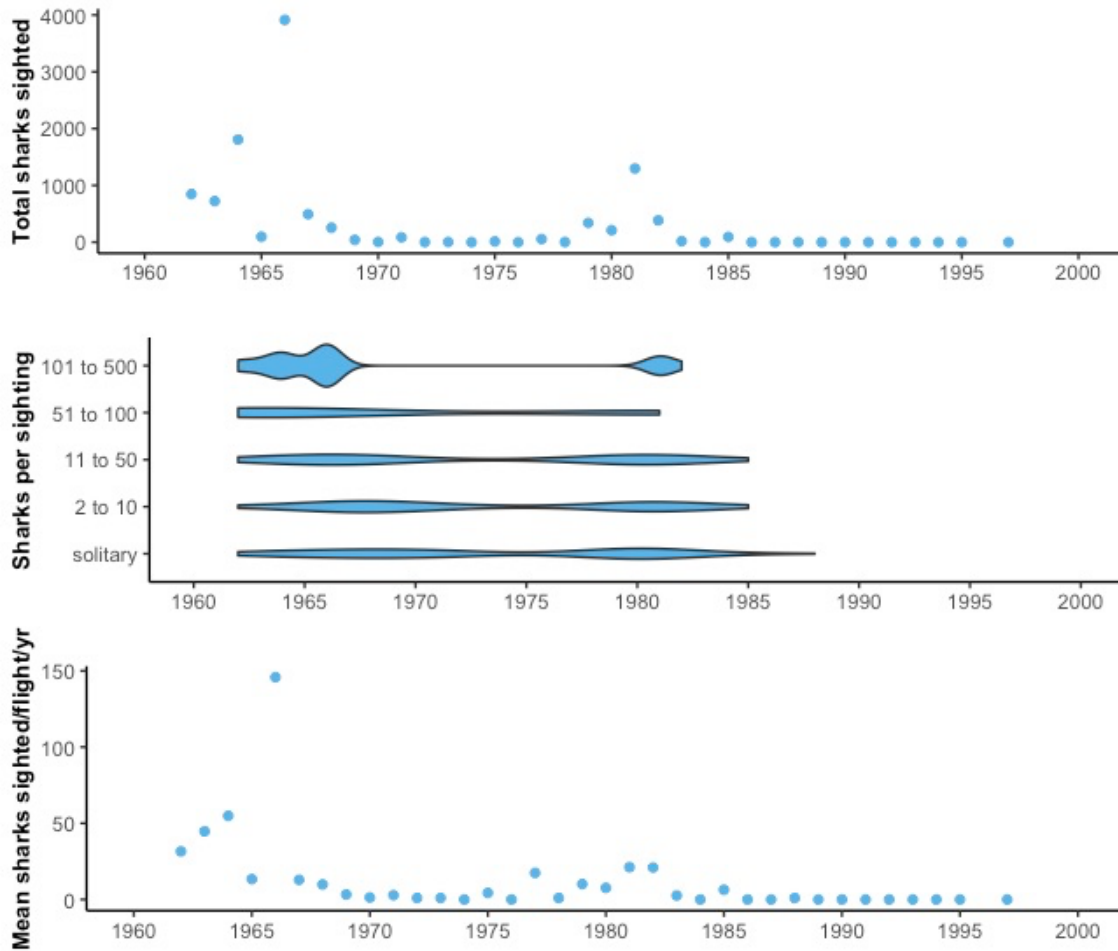 Total sharks sighted
4000
3000
2000
1000
0
1960 1965 1970 1975 1980 1985 1990 1995 2000
Sharks per sighting
101 to 500
51 to 100
11 to 50
2 to 10
solitary
1960 1965 1970 1975 1980 1985 1990 1995 2000
Mean sharks sighted/flight/yr
150
100
50
0
1960 1965 1970 1975 1980 1985 1990 1995 2000